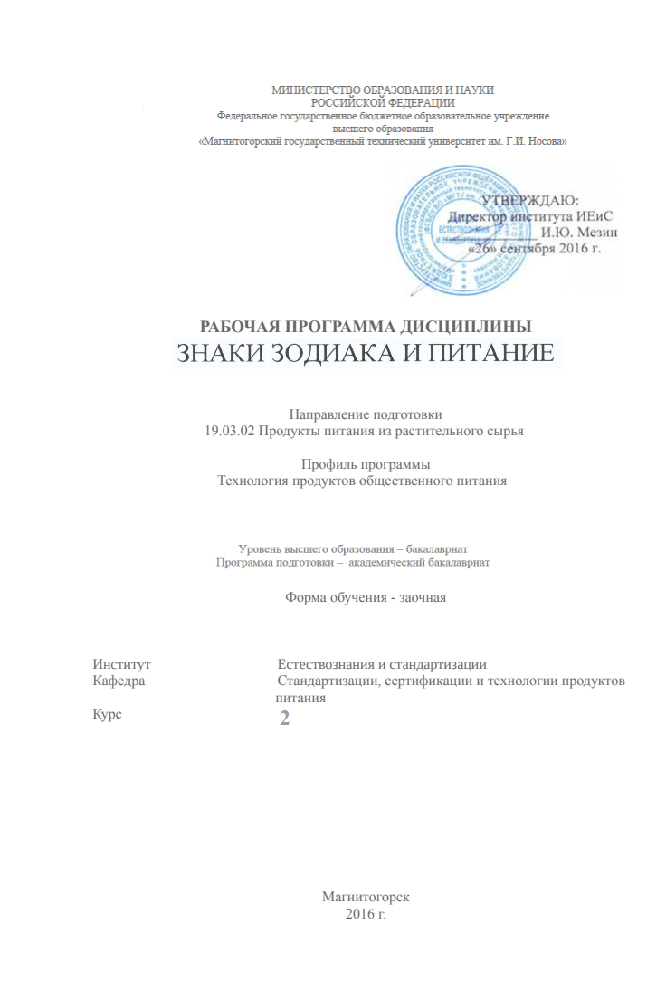 МИНИСТЕРСТВО ОБРАЗОВАНИЯ И НАУКИ
РОССИЙСКОЙ ФЕДЕРАЦИИ
Федеральное государственное бюджетное образовательное учреждение
высшего образования
«Магнитогорский государственный технический университет им. Г.И. Носова»
УТВЕРЖДАЮ:
Директор института ИЕиС
И.Ю. Мезин
«26» сентября 2016 г.
ЕСТЕСТВОЗНАНИЯ
И СТАНДАРТИЗАЦИИ
РАБОЧАЯ ПРОГРАММА ДИСЦИПЛИНЫ
ЗНАКИ ЗОДИАКА И ПИТАНИЕ
Направление подготовки
19.03.02 Продукты питания из растительного сырья
Профиль программы
Технология продуктов общественного питания
Уровень высшего образования – бакалавриат
Программа подготовки – академический бакалавриат
Форма обучения - заочная
Институт Естествознания и стандартизации
Кафедра Стандартизации, сертификации и технологии продуктов
питания
Курс 2
Магнитогорск
2016 г.